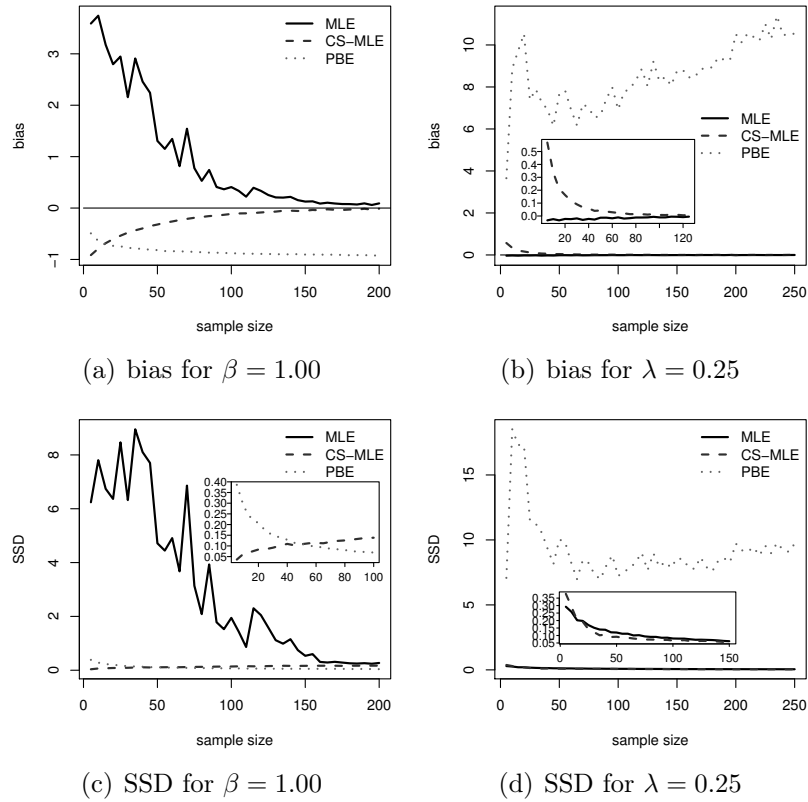 MLE
CS−MLE
PBE
bias
−1 0 1 2 3
0 50 100 150 200
sample size
(a) bias for β = 1.00
MLE
CS−MLE
PBE
bias
0 2 4 6 8 10
0.0 0.1 0.2 0.3 0.4 0.5
20 40 60 80 120
0 50 100 150 200 250
sample size
(b) bias for λ = 0.25
MLE
CS−MLE
PBE
SSD
0 2 4 6 8
0.05 0.10 0.15 0.20 0.25 0.30 0.35 0.40
20 40 60 80 100
0 50 100 150 200
sample size
(c) SSD for β = 1.00
MLE
CS−MLE
PBE
SSD
0 5 10 15
0.05 0.10 0.15 0.20 0.25 0.30 0.35
0 50 100 150
0 50 100 150 200 250
sample size
(d) SSD for λ = 0.25